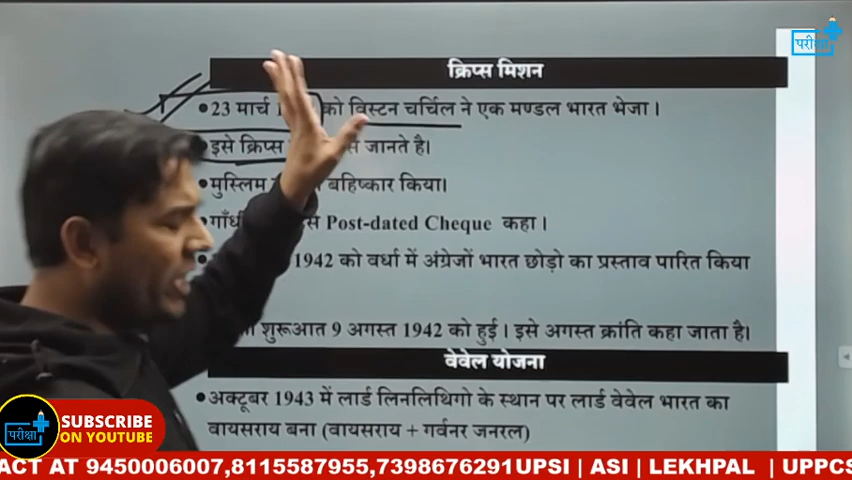 परीक्षा
क्रिप्स मिशन
•23 मार्च 1 को विस्टन चर्चिल ने एक मण्डल भारत भेजा।
•इसे क्रिप्स से जानते है।
•मुस्लिम बहिष्कार किया।
•गाँधी इसे Post-dated Cheque कहा।
1942 को वर्धा में अंग्रेजों भारत छोड़ो का प्रस्ताव पारित किया
शुरूआत 9 अगस्त 1942 को हुई। इसे अगस्त क्रांति कहा जाता है।
वेवेल योजना
•अक्टूबर 1943 में लार्ड लिनलिथिगो के स्थान पर लार्ड वेवेल भारत का
वायसराय बना (वायसराय + गर्वनर जनरल)
परीक्षा
SUBSCRIBE
ON YOUTUBE
ACT AT 9450006007,8115587955,7398676291UPSI | ASI | LEKHPAL | UPPCS